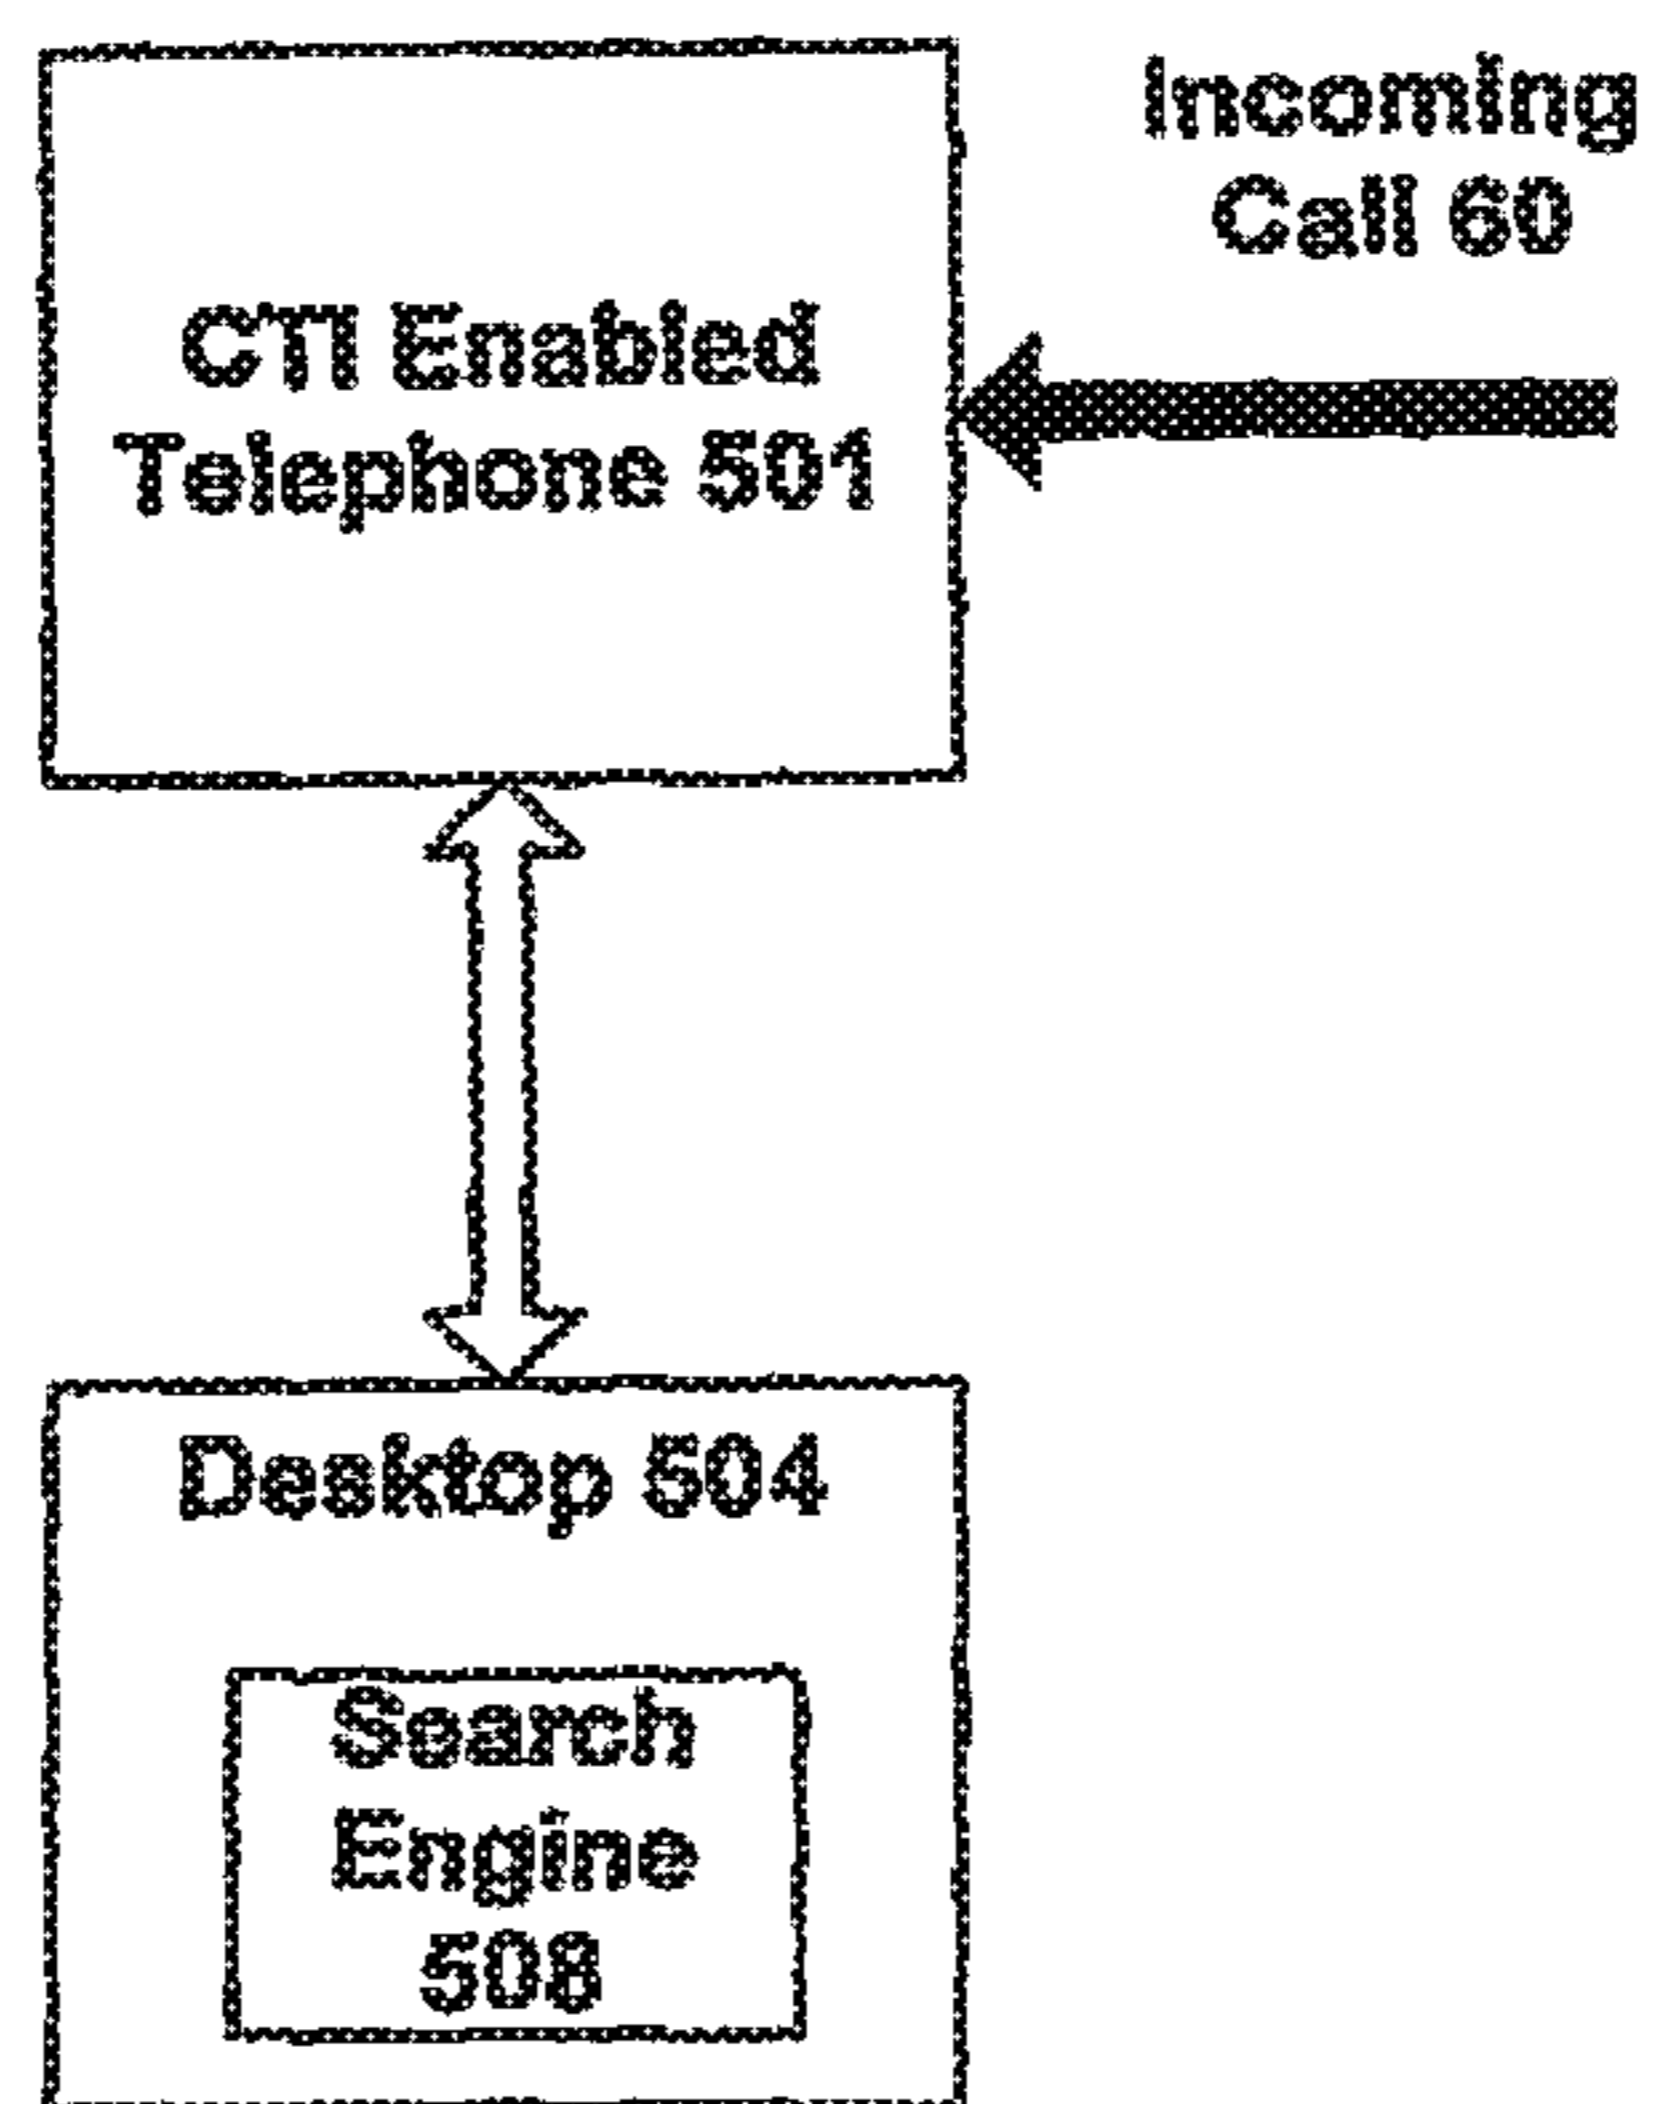 Incoming
Call 60
CTI Enabled
Telephone 501
Desktop 504
Search
Engine
508